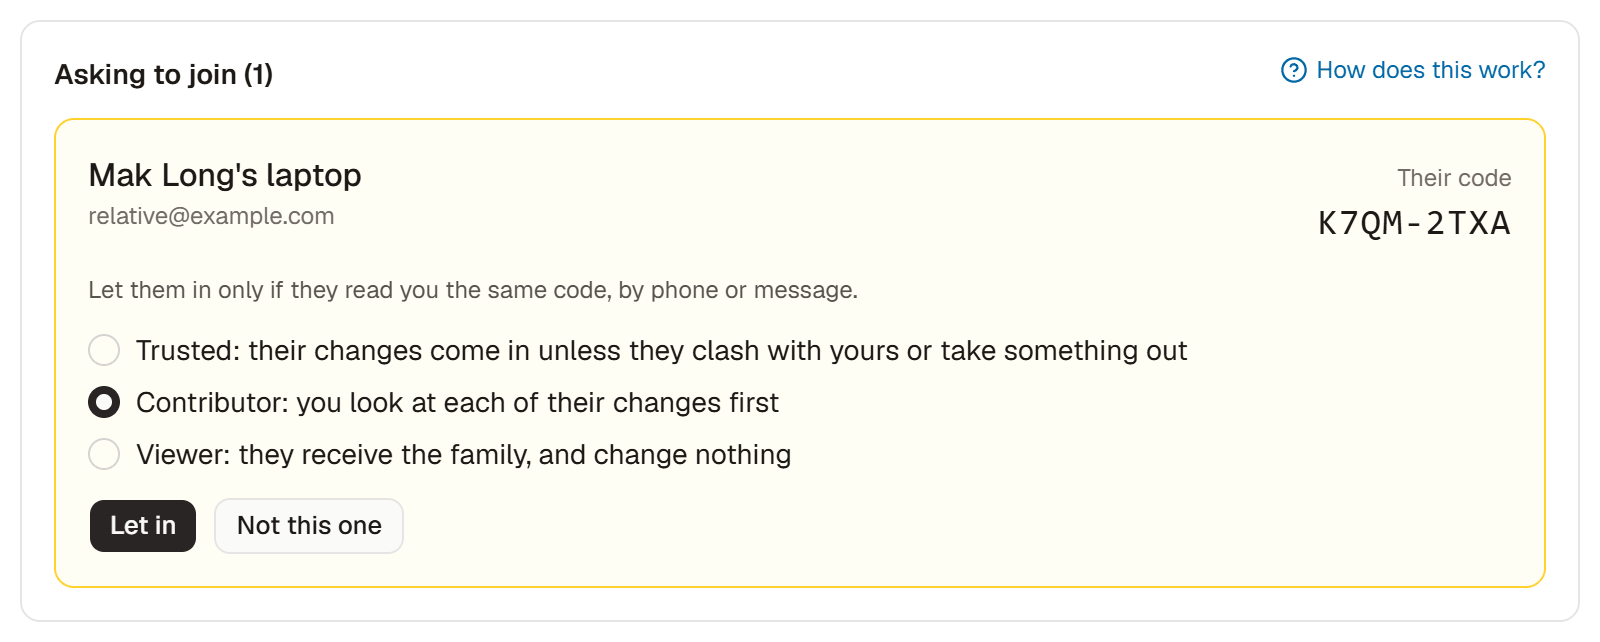 Asking to join (1)
How does this work?
Mak Long's laptop
relative@example.com
Their code
K7QM-2TXA
Let them in only if they read you the same code, by phone or message.
Trusted: their changes come in unless they clash with yours or take something out
Contributor: you look at each of their changes first
Viewer: they receive the family, and change nothing
Let in
Not this one